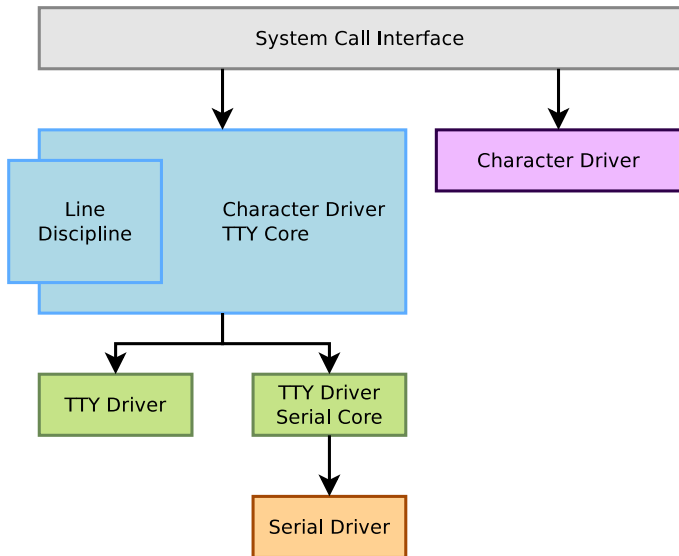 System Call Interface
Line
Discipline
Character Driver
TTY Core
Character Driver
TTY Driver
TTY Driver
Serial Core
Serial Driver